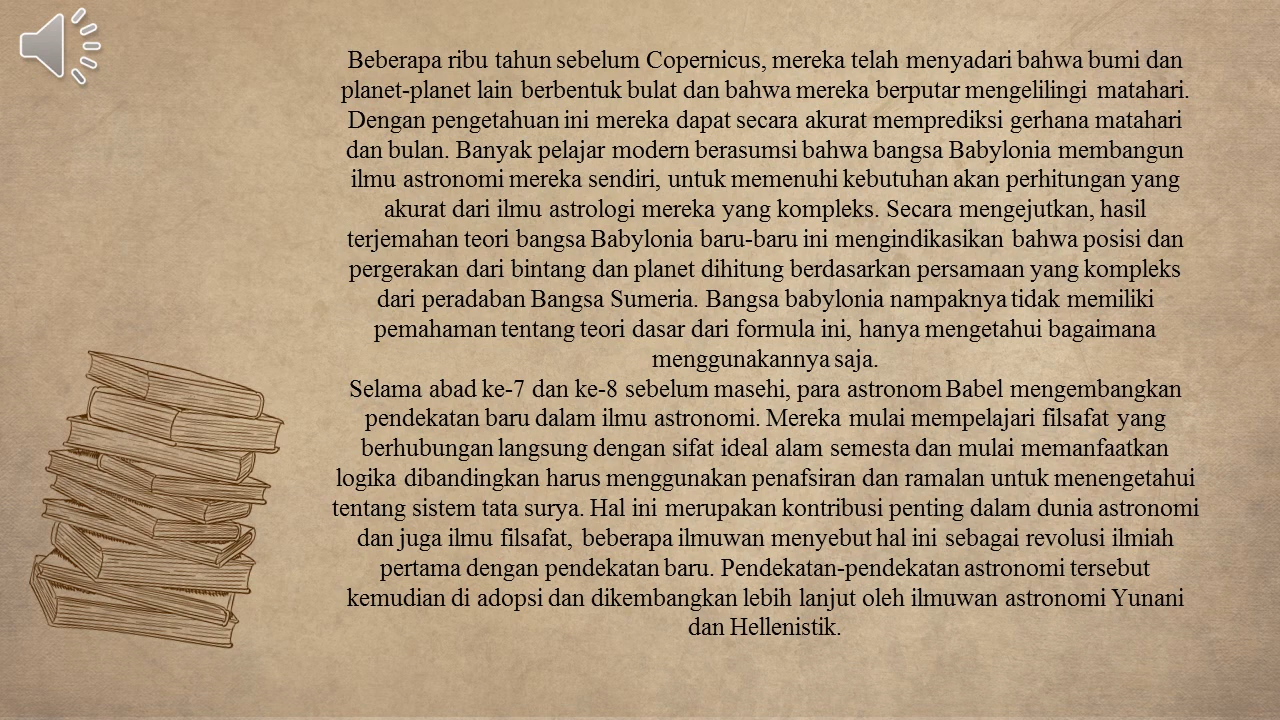 Beberapa ribu tahun sebelum Copernicus, mereka telah menyadari bahwa bumi dan
planet-planet lain berbentuk bulat dan bahwa mereka berputar mengelilingi matahari.
Dengan pengetahuan ini mereka dapat secara akurat memprediksi gerhana matahari
dan bulan. Banyak pelajar modern berasumsi bahwa bangsa Babylonia membangun
ilmu astronomi mereka sendiri, untuk memenuhi kebutuhan akan perhitungan yang
akurat dari ilmu astrologi mereka yang kompleks. Secara mengejutkan, hasil
terjemahan teori bangsa Babylonia baru-baru ini mengindikasikan bahwa posisi dan
pergerakan dari bintang dan planet dihitung berdasarkan persamaan yang kompleks
dari peradaban Bangsa Sumeria. Bangsa babylonia nampaknya tidak memiliki
pemahaman tentang teori dasar dari formula ini, hanya mengetahui bagaimana
menggunakannya saja.
Selama abad ke-7 dan ke-8 sebelum masehi, para astronom Babel mengembangkan
pendekatan baru dalam ilmu astronomi. Mereka mulai mempelajari filsafat yang
berhubungan langsung dengan sifat ideal alam semesta dan mulai memanfaatkan
logika dibandingkan harus menggunakan penafsiran dan ramalan untuk menengetahui
tentang sistem tata surya. Hal ini merupakan kontribusi penting dalam dunia astronomi
dan juga ilmu filsafat, beberapa ilmuwan menyebut hal ini sebagai revolusi ilmiah
pertama dengan pendekatan baru. Pendekatan-pendekatan astronomi tersebut
kemudian di adopsi dan dikembangkan lebih lanjut oleh ilmuwan astronomi Yunani
dan Hellenistik.